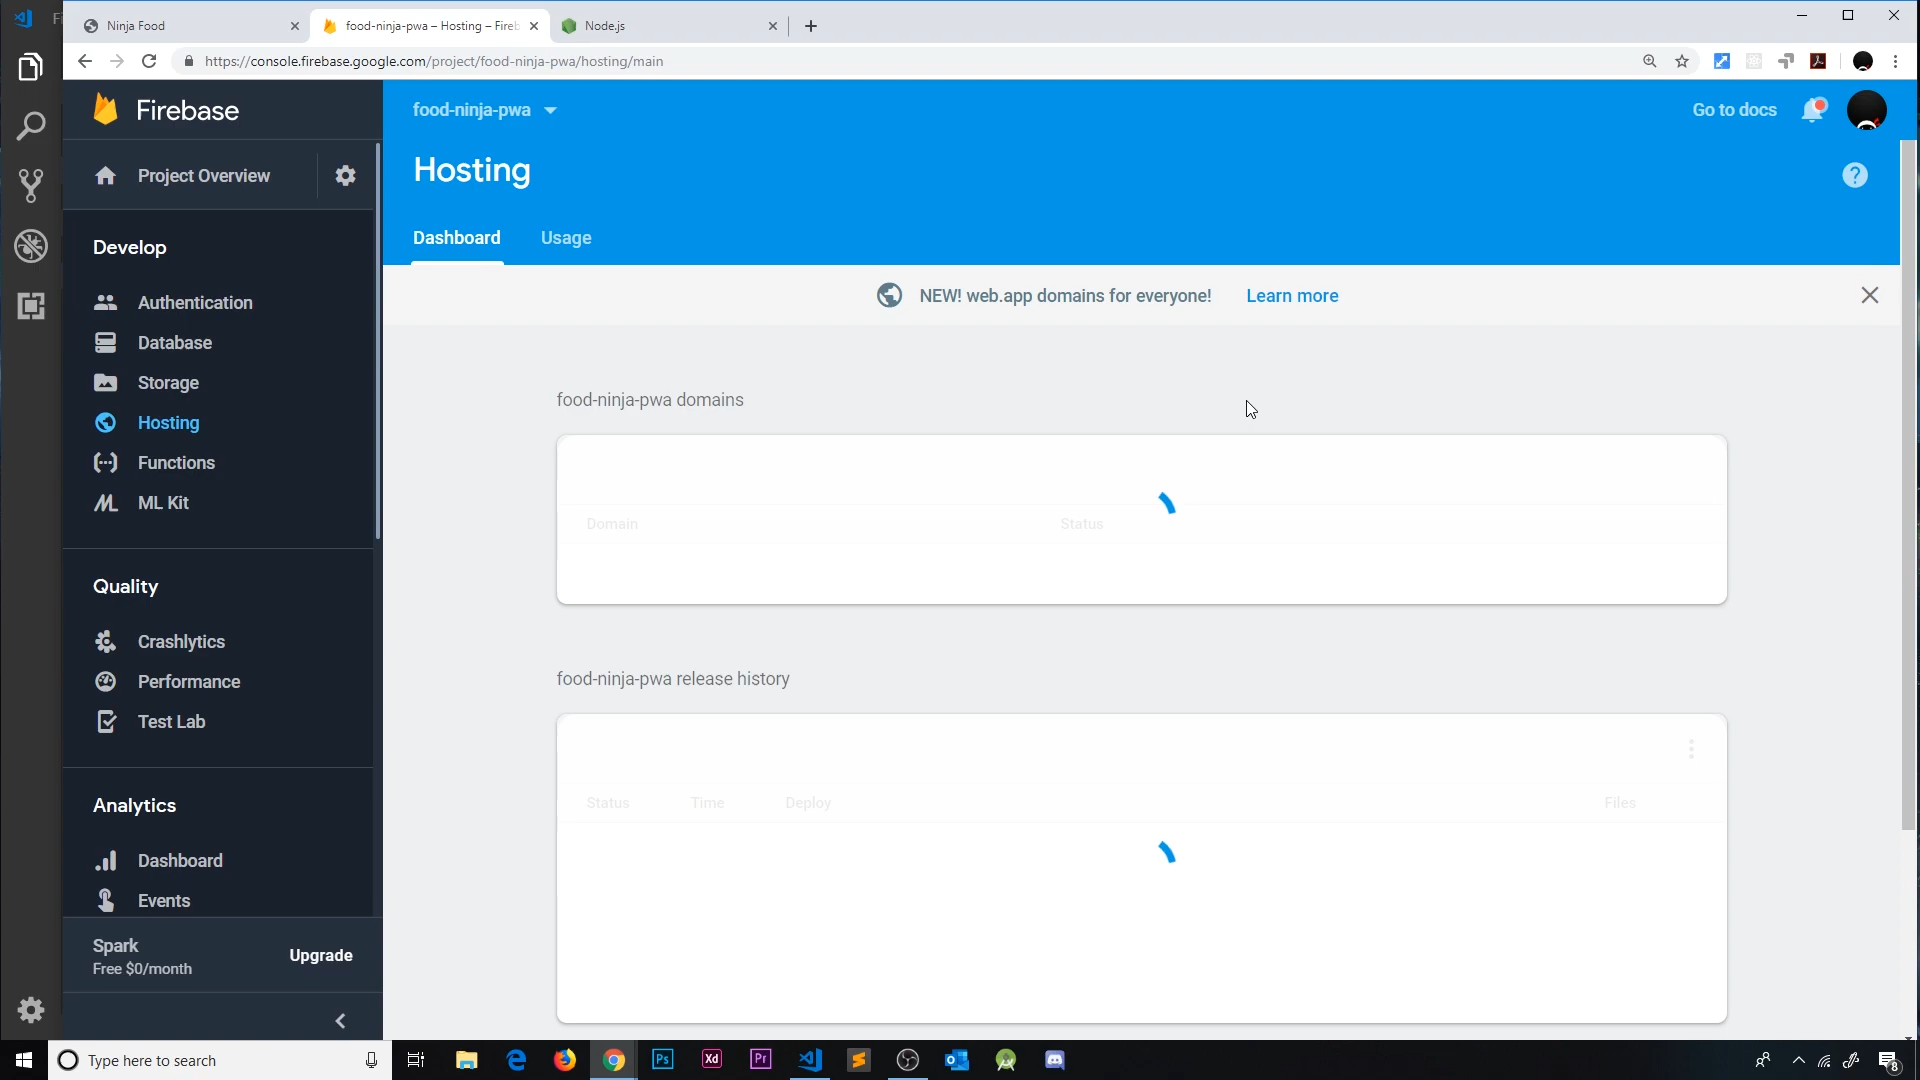 Ninja Food
food-ninja-pwa – Hosting – Fireb
Node.js
https://console.firebase.google.com/project/food-ninja-pwa/hosting/main
Firebase
food-ninja-pwa
Go to docs
Project Overview
Hosting
Dashboard
Usage
Develop
NEW! web.app domains for everyone!
Learn more
Authentication
Database
Storage
Hosting
Functions
ML Kit
food-ninja-pwa domains
Domain
Status
Quality
Crashlytics
Performance
Test Lab
food-ninja-pwa release history
Status
Time
Deploy
Files
Analytics
Dashboard
Events
Spark
Free $0/month
Upgrade
Type here to search
Ps
Xd
Pr
8